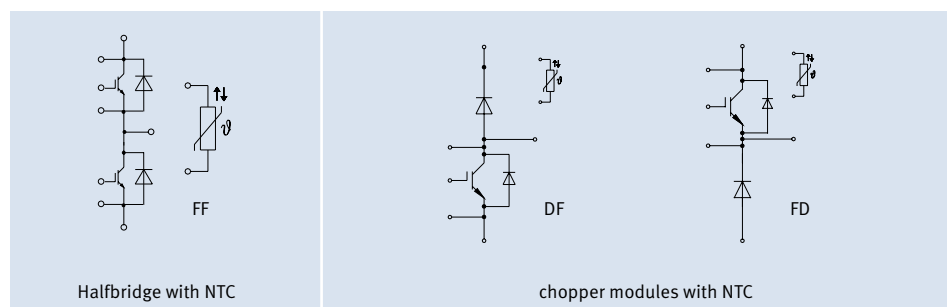 ϑ
ϑ
ϑ
FF
DF
FD
Halfbridge with NTC
chopper modules with NTC